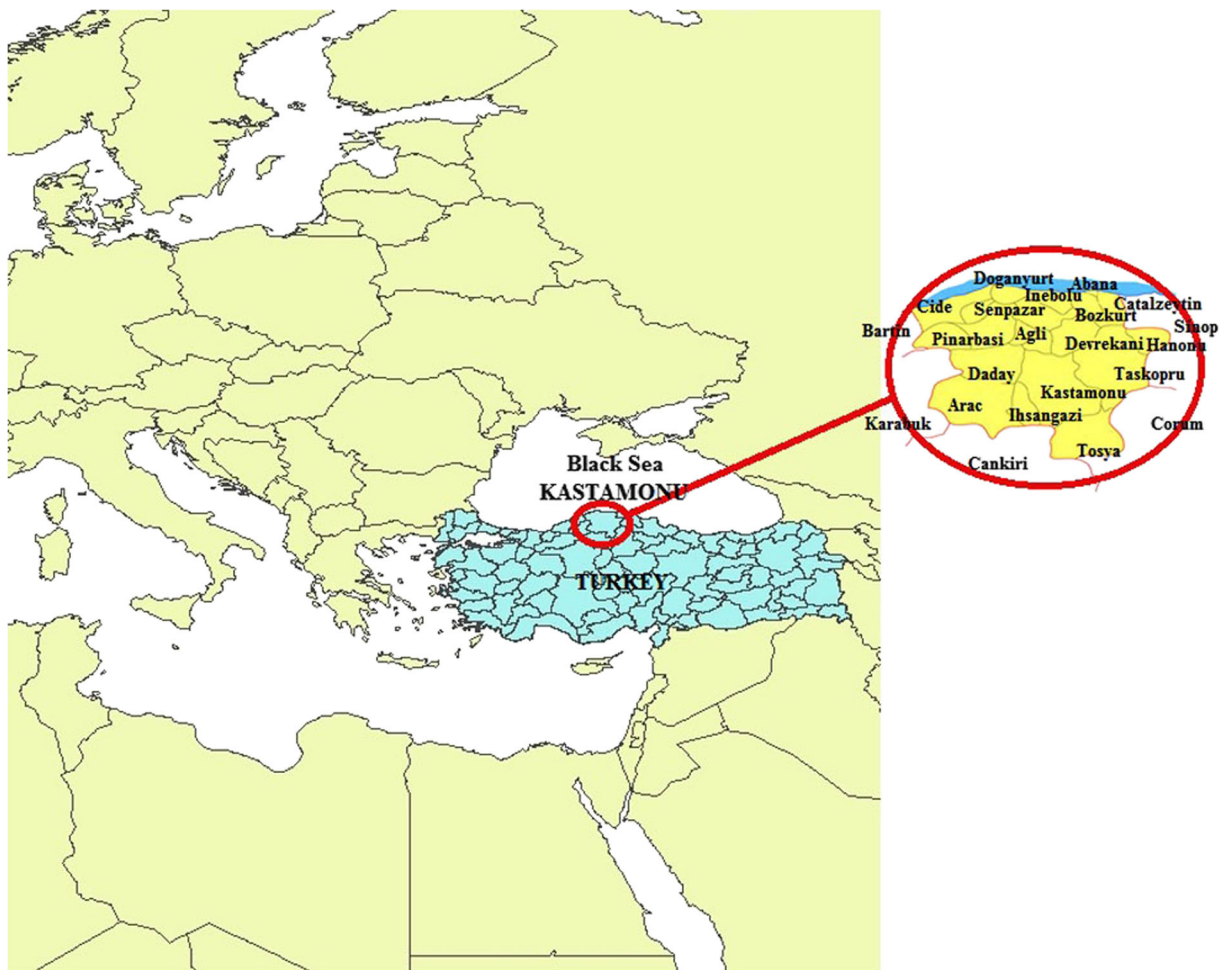 Black Sea
KASTAMONU
TURKEY
Doganyurt
Abana
Inebolu
Cide
Catalzeytin
Senpazar
Bozkurt
Sinop
Bartin
Pinarbasi
Agli
Devrekani
Hanonu
Daday
Taskopru
Kastamonu
Arac
Ihsangazi
Karabuk
Corum
Tosya
Cankiri